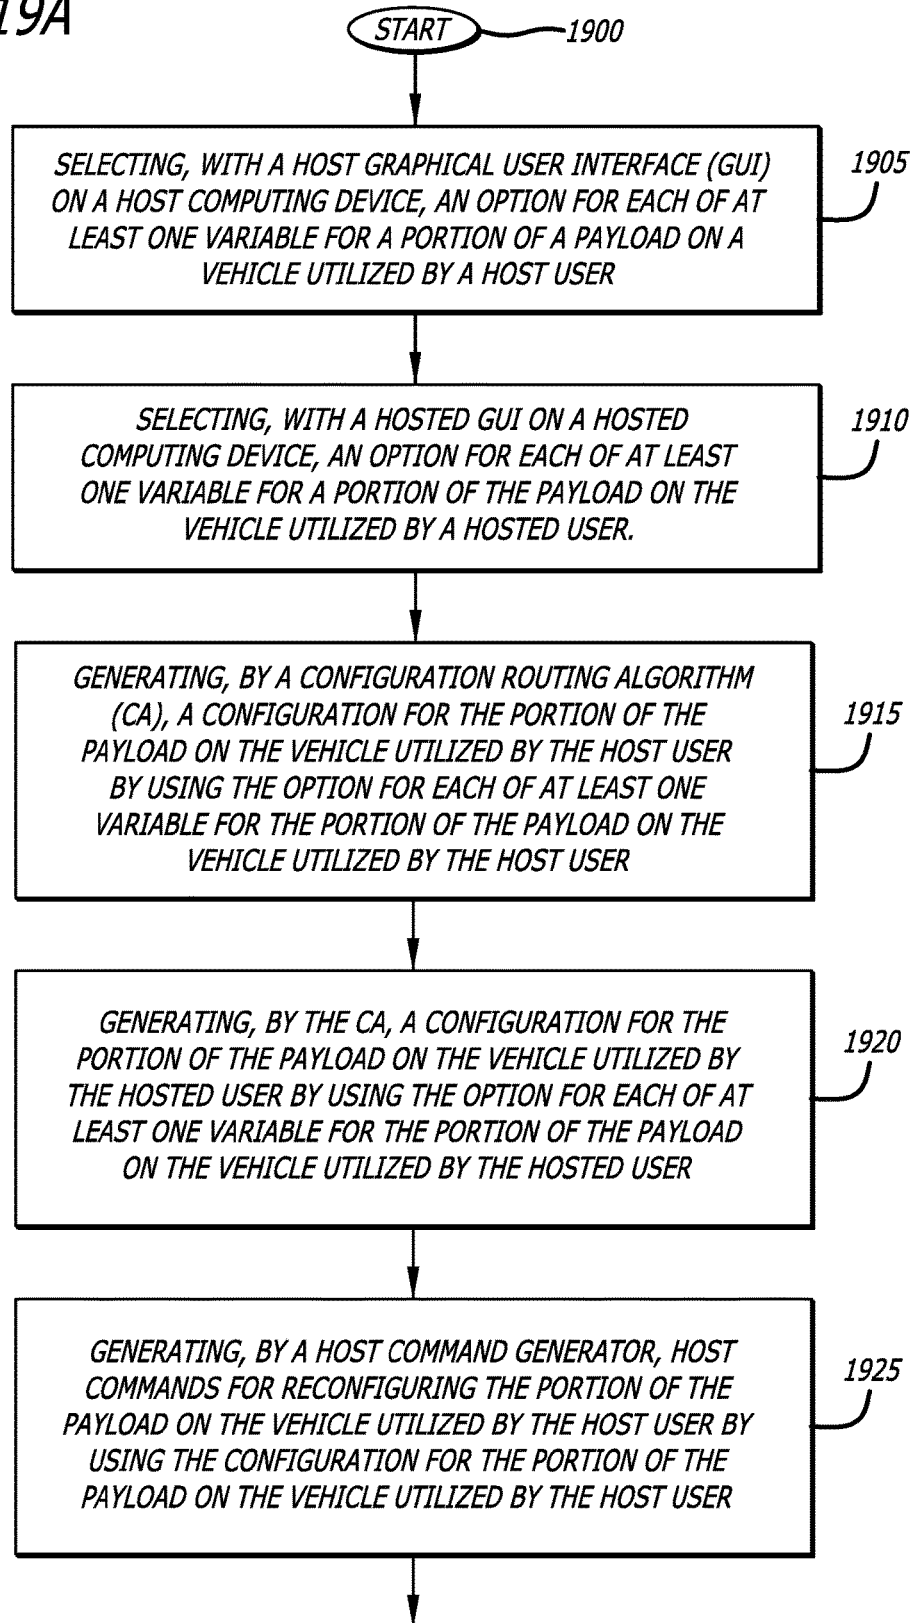 19A
START
1900
SELECTING, WITH A HOST GRAPHICAL USER INTERFACE (GUI)
ON A HOST COMPUTING DEVICE, AN OPTION FOR EACH OF AT
LEAST ONE VARIABLE FOR A PORTION OF A PAYLOAD ON A
VEHICLE UTILIZED BY A HOST USER
1905
SELECTING, WITH A HOSTED GUI ON A HOSTED
COMPUTING DEVICE, AN OPTION FOR EACH OF AT LEAST
ONE VARIABLE FOR A PORTION OF THE PAYLOAD ON THE
VEHICLE UTILIZED BY A HOSTED USER.
1910
GENERATING, BY A CONFIGURATION ROUTING ALGORITHM
(CA), A CONFIGURATION FOR THE PORTION OF THE
PAYLOAD ON THE VEHICLE UTILIZED BY THE HOST USER
BY USING THE OPTION FOR EACH OF AT LEAST ONE
VARIABLE FOR THE PORTION OF THE PAYLOAD ON THE
VEHICLE UTILIZED BY THE HOST USER
1915
GENERATING, BY THE CA, A CONFIGURATION FOR THE
PORTION OF THE PAYLOAD ON THE VEHICLE UTILIZED BY
THE HOSTED USER BY USING THE OPTION FOR EACH OF AT
LEAST ONE VARIABLE FOR THE PORTION OF THE PAYLOAD
ON THE VEHICLE UTILIZED BY THE HOSTED USER
1920
GENERATING, BY A HOST COMMAND GENERATOR, HOST
COMMANDS FOR RECONFIGURING THE PORTION OF THE
PAYLOAD ON THE VEHICLE UTILIZED BY THE HOST USER BY
USING THE CONFIGURATION FOR THE PORTION OF THE
PAYLOAD ON THE VEHICLE UTILIZED BY THE HOST USER
1925